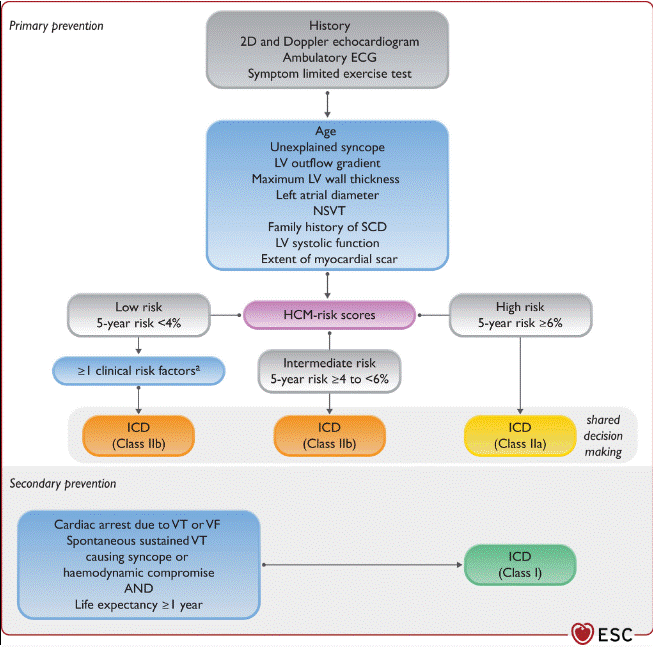 Primary prevention
History
2D and Doppler echocardiogram
Ambulatory ECG
Symptom limited exercise test
Age
Unexplained syncope
LV outflow gradient
Maximum LV wall thickness
Left atrial diameter
NSVT
Family history of SCD
LV systolic function
Extent of myocardial scar
Low risk
5-year risk <4%
HCM-risk scores
High risk
5-year risk ≥6%
≥1 clinical risk factorsᵃ
Intermediate risk
5-year risk ≥4 to <6%
ICD
(Class IIb)
ICD
(Class IIb)
ICD
(Class IIa)
shared
decision
making
Secondary prevention
Cardiac arrest due to VT or VF
Spontaneous sustained VT
causing syncope or
haemodynamic compromise
AND
Life expectancy ≥1 year
ICD
(Class I)
ESC